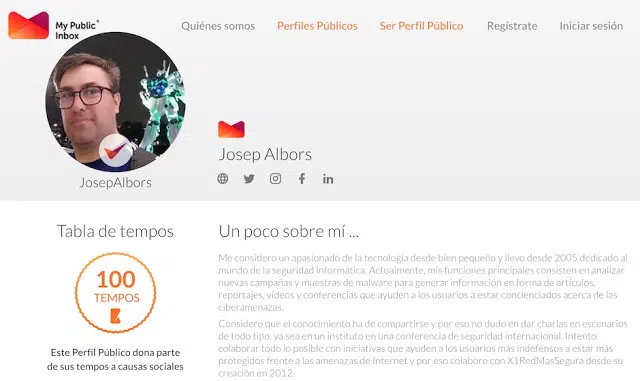 My Public®
Inbox
Quiénes somos
Perfiles Públicos
Ser Perfil Público
Regístrate
Iniciar sesión
JosepAlbors
Josep Albors
Tabla de tempos
100
TEMPOS
Este Perfil Público dona parte
de sus tempos a causas sociales
Un poco sobre mí ...
Me considero un apasionado de la tecnologia desde bien pequeño y llevo desde 2005 dedicado al
mundo de la seguridad informática. Actualmente, mis funciones principales consisten en analizar
nuevas campañas y muestras de malware para generar información en forma de artículos,
reportajes, vídeos y conferencias que ayuden a los usuarios a estar concienciados acerca de las
ciberamenazas.
Considero que el conocimiento ha de compartirse y por eso no dudo en dar charlas en escenarios
de todo tipo, ya sea en un instituto en una conferencia de seguridad internacional. Intento
colaborar todo lo posible con iniciativas que ayuden a los usuarios más indefensos a estar más
protegidos frente a las amenazas de Internet y por eso colaboro con X1RedMasSegura desde su
creación en 2012.